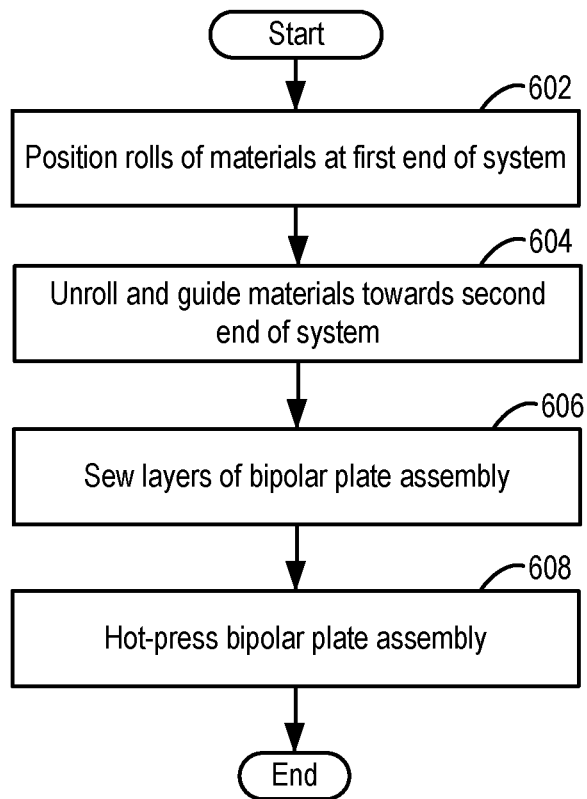 Start
602
Position rolls of materials at first end of system
604
Unroll and guide materials towards second
end of system
606
Sew layers of bipolar plate assembly
608
Hot-press bipolar plate assembly
End